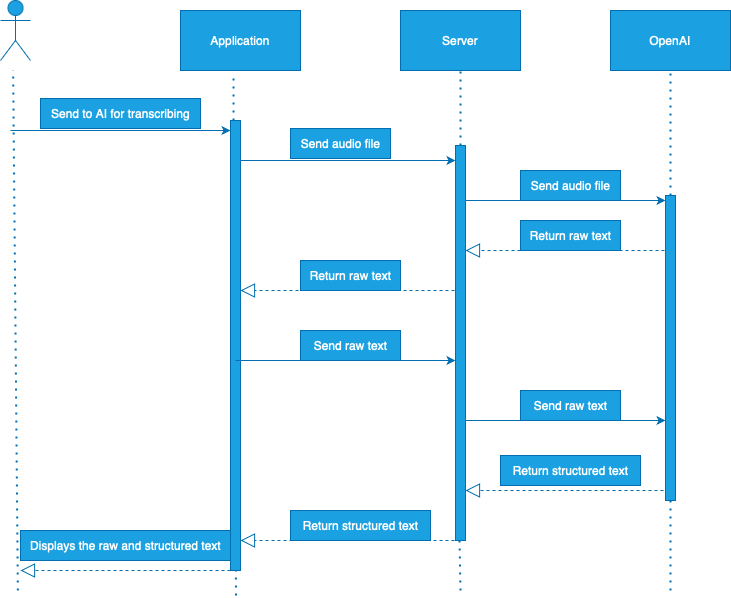 Application
Server
OpenAI
Send to AI for transcribing
Send audio file
Send audio file
Return raw text
Return raw text
Send raw text
Send raw text
Return structured text
Return structured text
Displays the raw and structured text